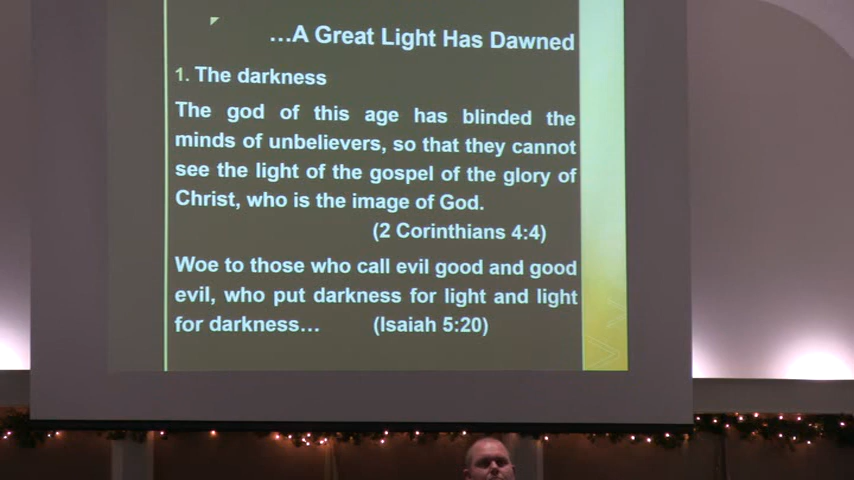 ...A Great Light Has Dawned
1. The darkness
The god of this age has blinded the
minds of unbelievers, so that they cannot
see the light of the gospel of the glory of
Christ, who is the image of God.
(2 Corinthians 4:4)
Woe to those who call evil good and good
evil, who put darkness for light and light
for darkness... (Isaiah 5:20)